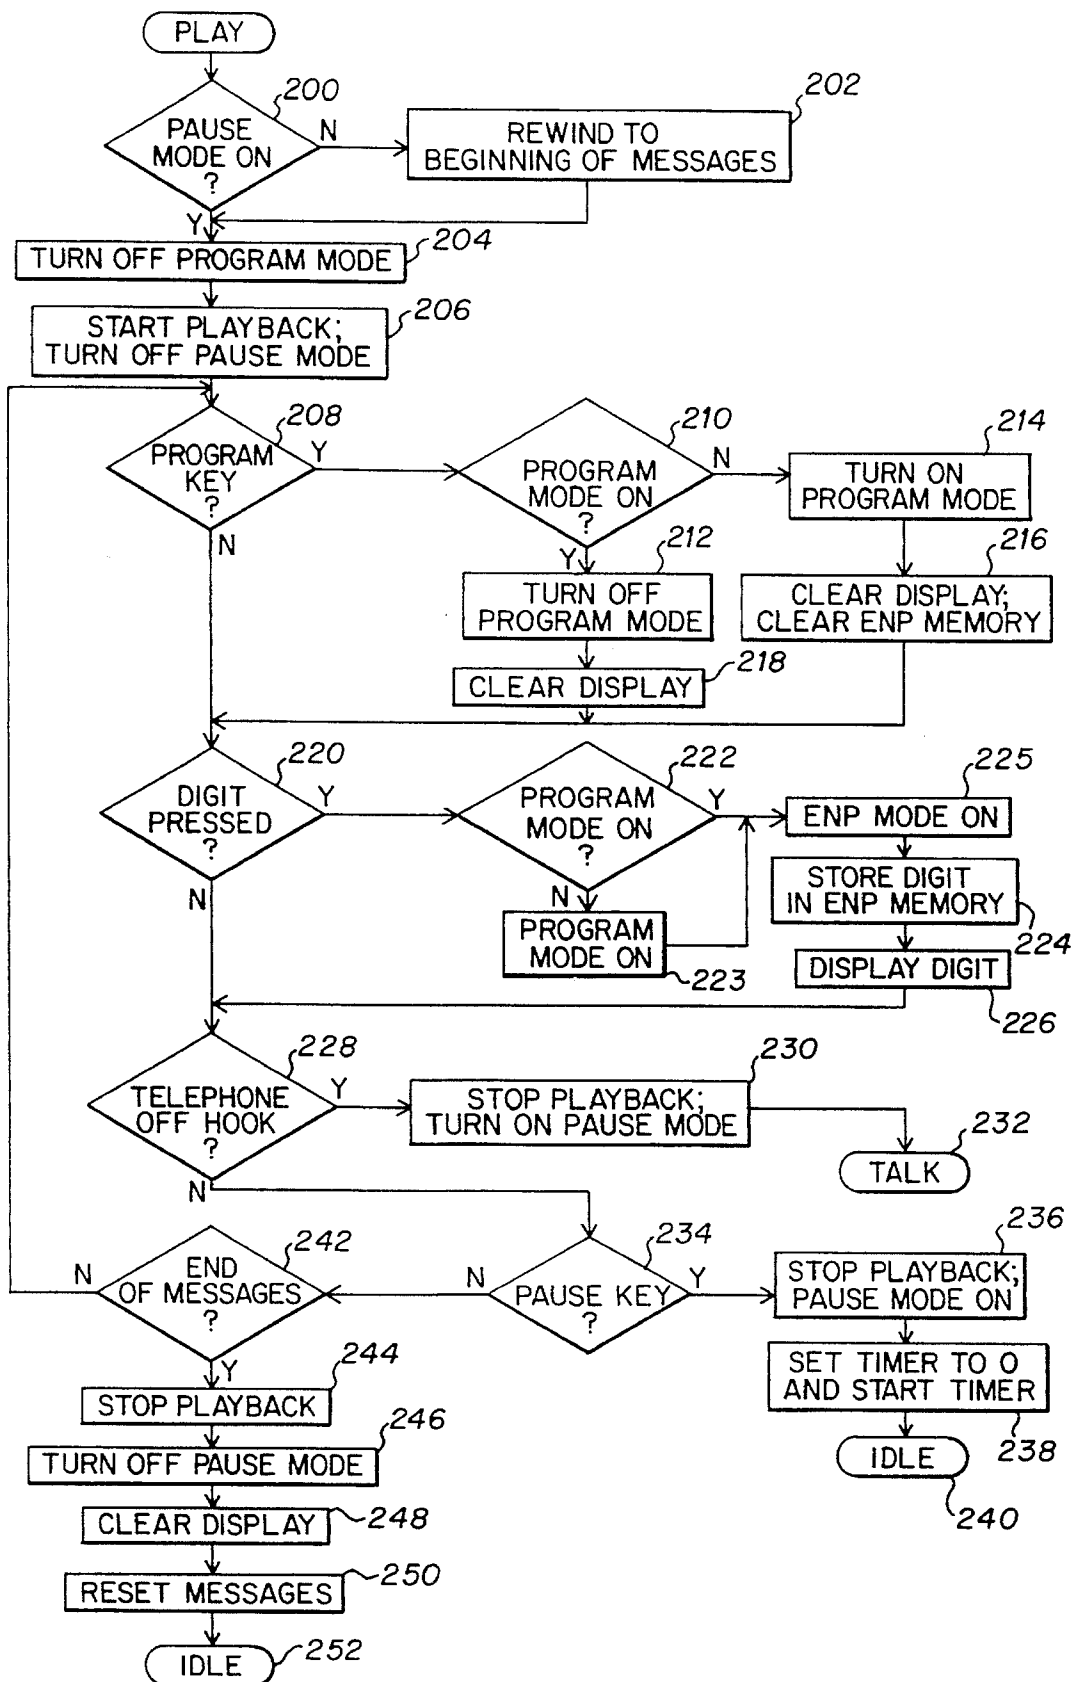 PLAY
200
PAUSE
MODE ON
?
N
Y
202
REWIND TO
BEGINNING OF MESSAGES
204
TURN OFF PROGRAM MODE
206
START PLAYBACK;
TURN OFF PAUSE MODE
208
PROGRAM
KEY
?
Y
N
210
PROGRAM
MODE ON
?
N
Y
214
TURN ON
PROGRAM MODE
212
TURN OFF
PROGRAM MODE
216
CLEAR DISPLAY;
CLEAR ENP MEMORY
218
CLEAR DISPLAY
220
DIGIT
PRESSED
?
Y
N
222
PROGRAM
MODE ON
?
Y
N
225
ENP MODE ON
PROGRAM
MODE ON
223
STORE DIGIT
IN ENP MEMORY
224
DISPLAY DIGIT
226
228
TELEPHONE
OFF HOOK
?
Y
N
230
STOP PLAYBACK;
TURN ON PAUSE MODE
232
TALK
234
PAUSE KEY
?
N
Y
236
STOP PLAYBACK;
PAUSE MODE ON
SET TIMER TO 0
AND START TIMER
238
IDLE
240
242
END
OF MESSAGES
?
N
Y
244
STOP PLAYBACK
246
TURN OFF PAUSE MODE
CLEAR DISPLAY
248
RESET MESSAGES
250
IDLE
252